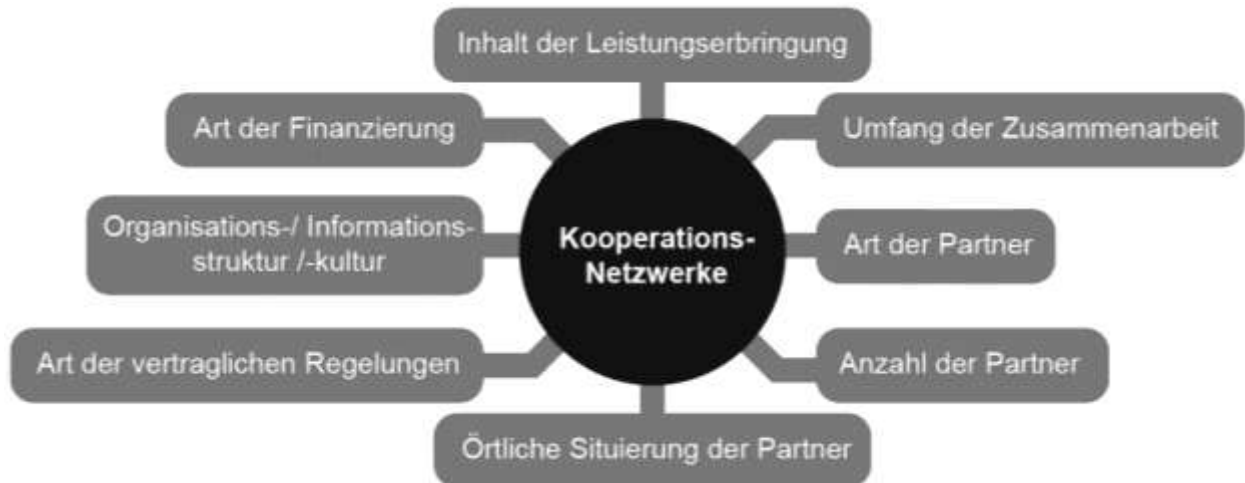 Inhalt der Leistungserbringung
Art der Finanzierung
Umfang der Zusammenarbeit
Organisations-/ Informations-
struktur /-kultur
Kooperations-
Netzwerke
Art der Partner
Art der vertraglichen Regelungen
Anzahl der Partner
Örtliche Situierung der Partner